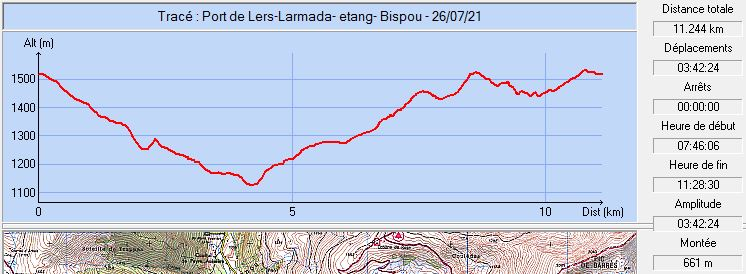 Tracé : Port de Lers-Larmada- etang- Bispou - 26/07/21
Alt (m)
1500
1400
1300
1200
1100
0
5
10
Dist (km)
Distance totale
11.244 km
Déplacements
03:42:24
Arrêts
00:00:00
Heure de début
07:46:06
Heure de fin
11:28:30
Amplitude
03:42:24
Montée
661 m